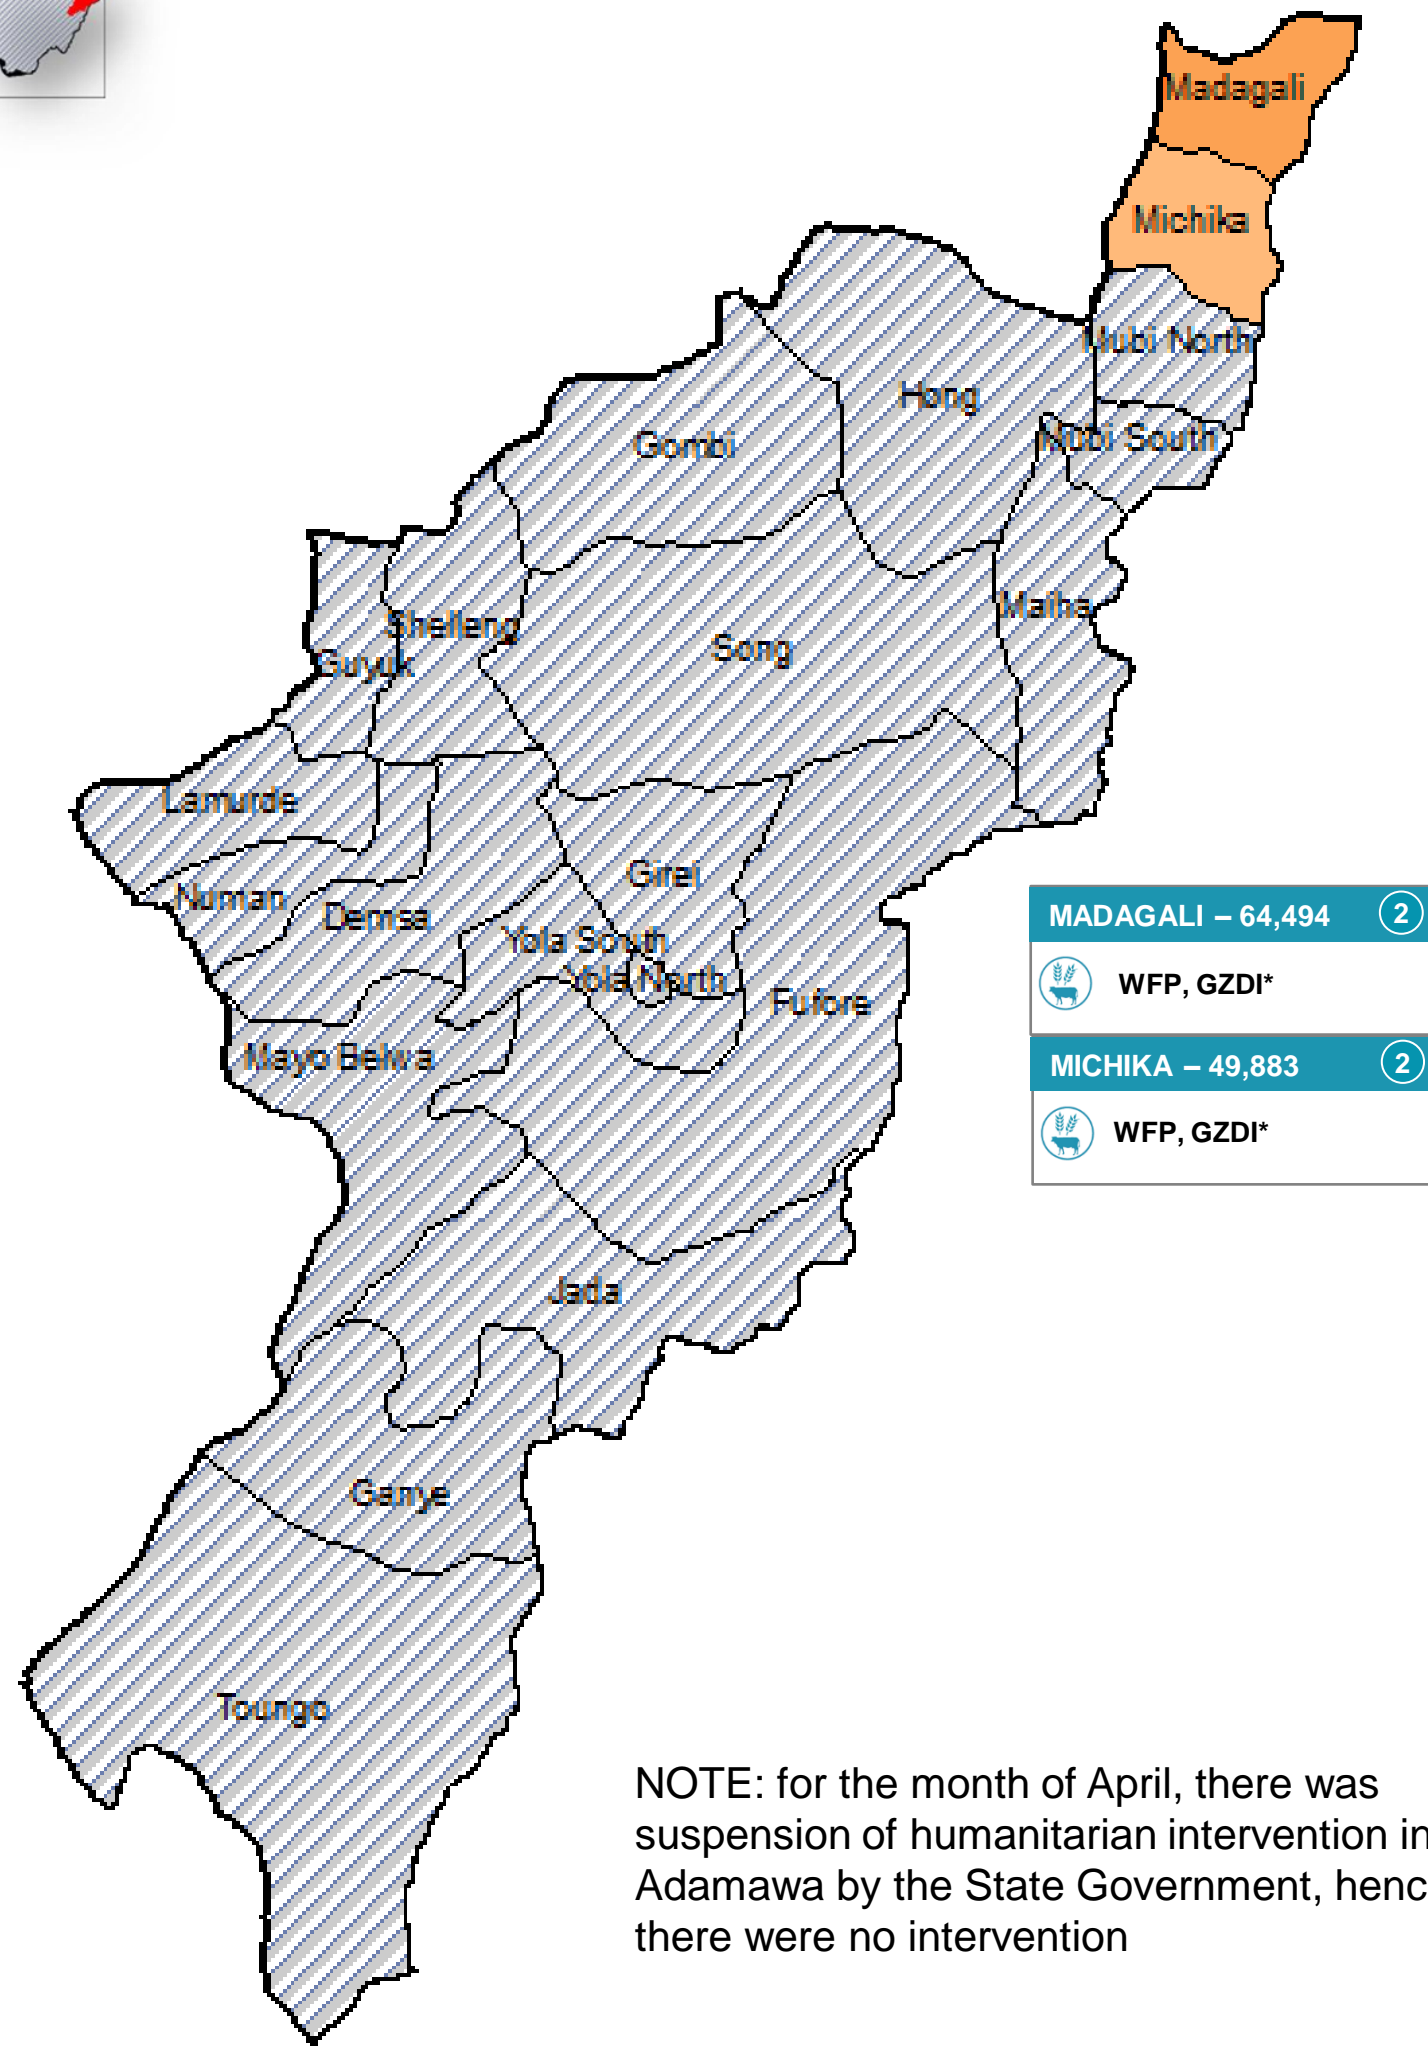 Madagali
Michika
Mubi North
Hong
Mubi South
Gombi
Maiha
Shelleng
Song
Guyuk
Lamurde
Girei
Numan
Demsa
Yola South
Yola North
Fufore
Mayo Belwa
Jada
Ganye
Toungo
MADAGALI – 64,494 2
WFP, GZDI*
MICHIKA – 49,883 2
WFP, GZDI*
NOTE: for the month of April, there was
suspension of humanitarian intervention in
Adamawa by the State Government, henc
there were no intervention